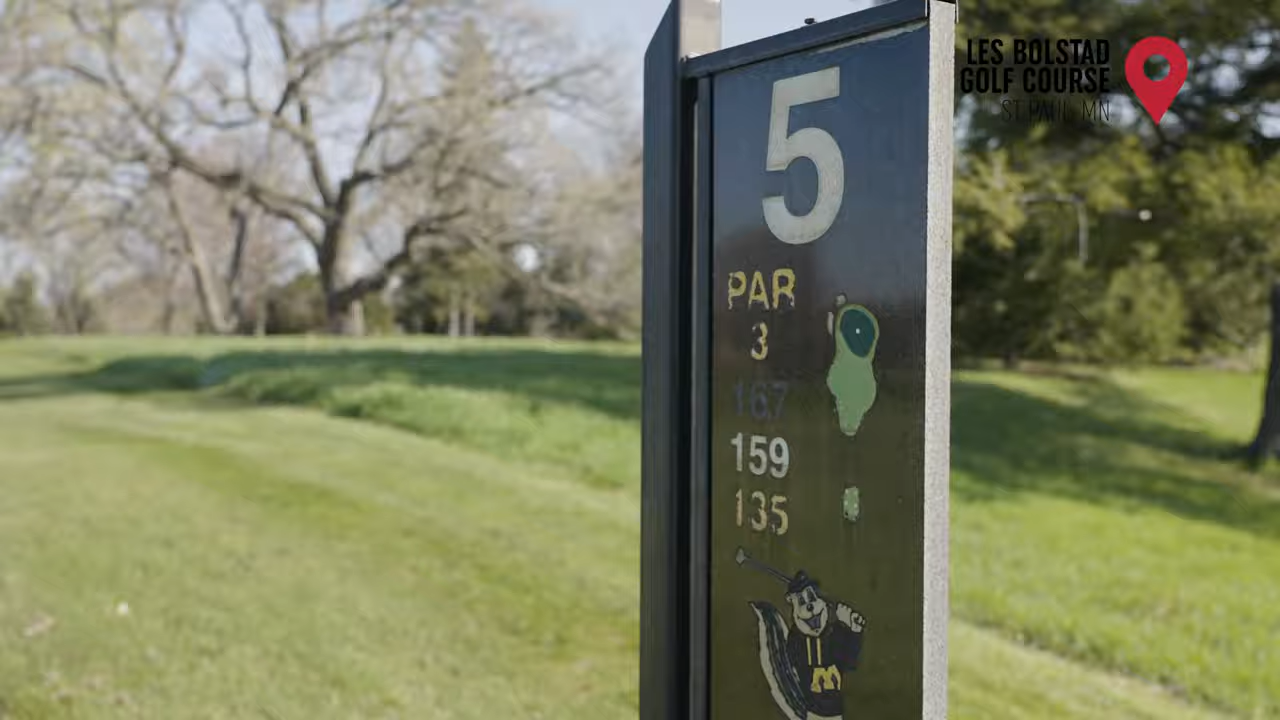 5
PAR
3
167
159
135
M
LES BOLSTAD
GOLF COURSE
ST. PAUL, MN